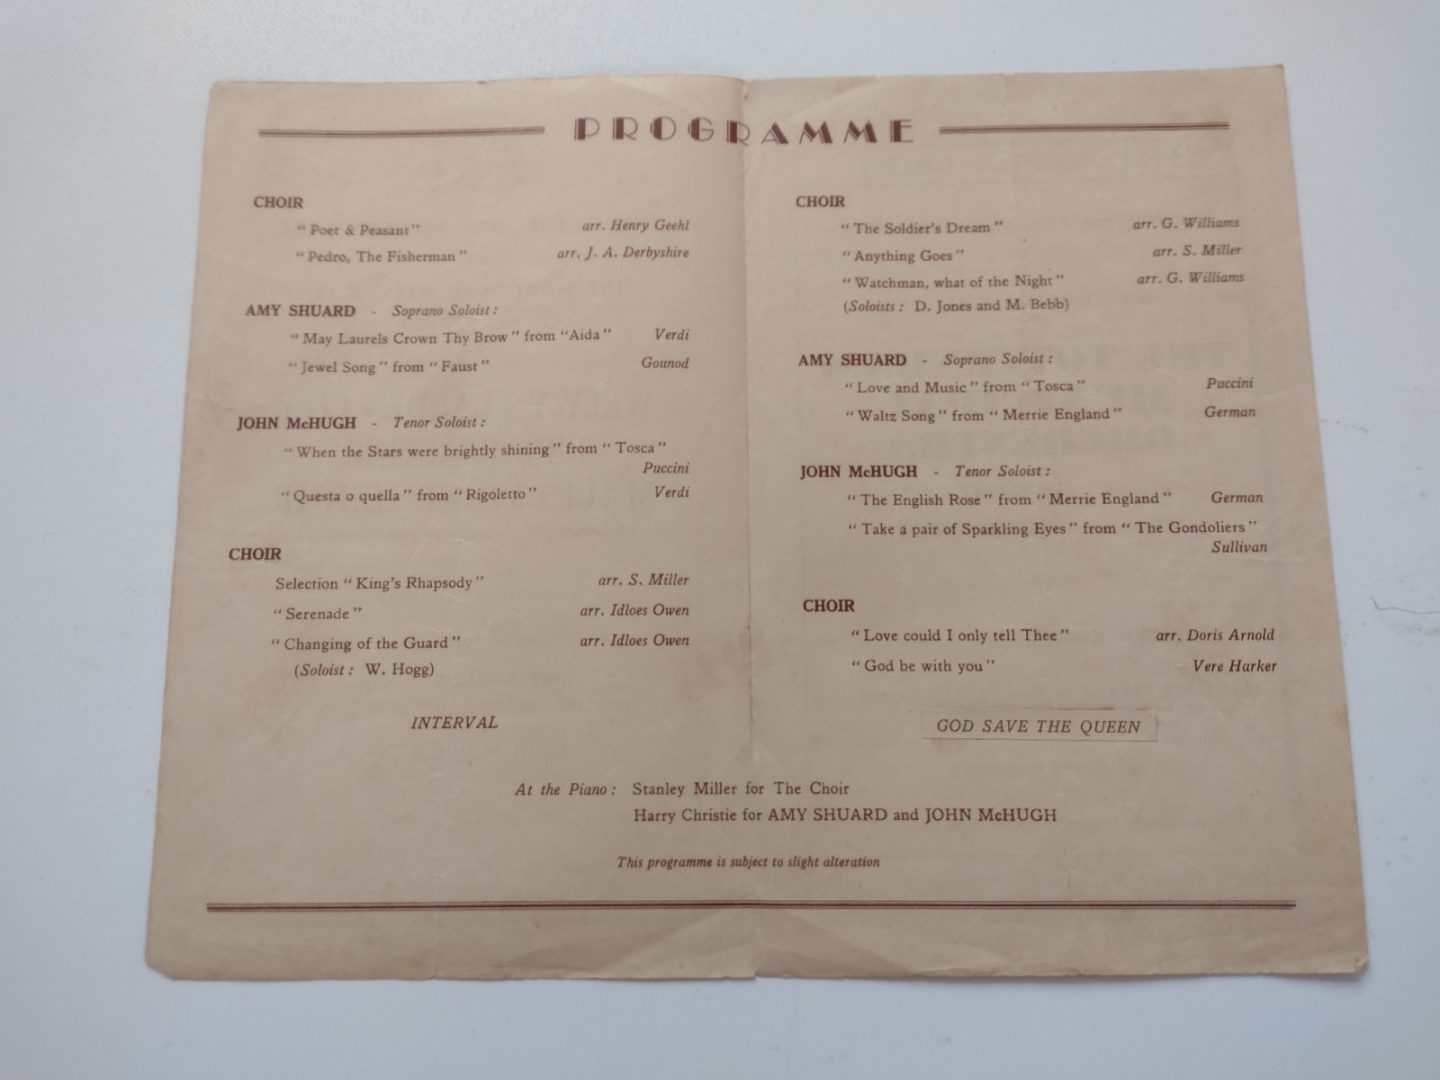 PROGRAMME
CHOIR
"Poet & Peasant" arr. Henry Geehl
"Pedro, The Fisherman" arr. J. A. Derbyshire
AMY SHUARD - Soprano Soloist:
"May Laurels Crown Thy Brow" from "Aida" Verdi
"Jewel Song" from "Faust" Gounod
JOHN McHUGH - Tenor Soloist:
"When the Stars were brightly shining" from "Tosca"
Puccini
"Questa o quella" from "Rigoletto" Verdi
CHOIR
Selection "King's Rhapsody" arr. S. Miller
"Serenade" arr. Idloes Owen
"Changing of the Guard" arr. Idloes Owen
(Soloist: W. Hogg)
INTERVAL
CHOIR
"The Soldier's Dream" arr. G. Williams
"Anything Goes" arr. S. Miller
"Watchman, what of the Night" arr. G. Williams
(Soloists: D. Jones and M. Bebb)
AMY SHUARD - Soprano Soloist:
"Love and Music" from "Tosca" Puccini
"Waltz Song" from "Merrie England" German
JOHN McHUGH - Tenor Soloist:
"The English Rose" from "Merrie England" German
"Take a pair of Sparkling Eyes" from "The Gondoliers"
Sullivan
CHOIR
"Love could I only tell Thee" arr. Doris Arnold
"God be with you" Vere Harker
GOD SAVE THE QUEEN
At the Piano: Stanley Miller for The Choir
Harry Christie for AMY SHUARD and JOHN McHUGH
This programme is subject to slight alteration